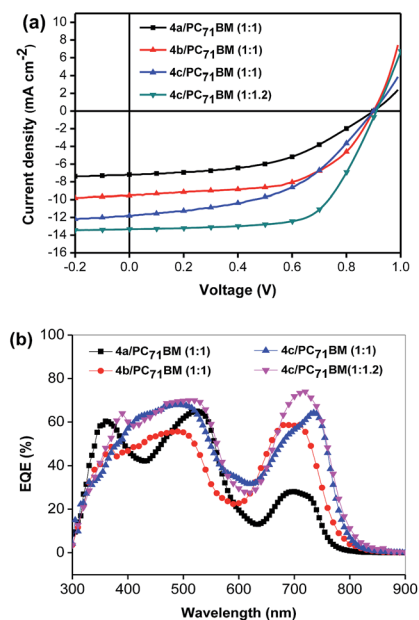 (a)
4a/PC71BM (1:1)
4b/PC71BM (1:1)
4c/PC71BM (1:1)
4c/PC71BM (1:1.2)
Current density (mA cm-2)
10
8
6
4
2
0
-2
-4
-6
-8
-10
-12
-14
-16
-0.2 0.0 0.2 0.4 0.6 0.8 1.0
Voltage (V)
(b)
4a/PC71BM (1:1) 4c/PC71BM (1:1)
4b/PC71BM (1:1) 4c/PC71BM(1:1.2)
EQE (%)
100
80
60
40
20
0
300 400 500 600 700 800 900
Wavelength (nm)